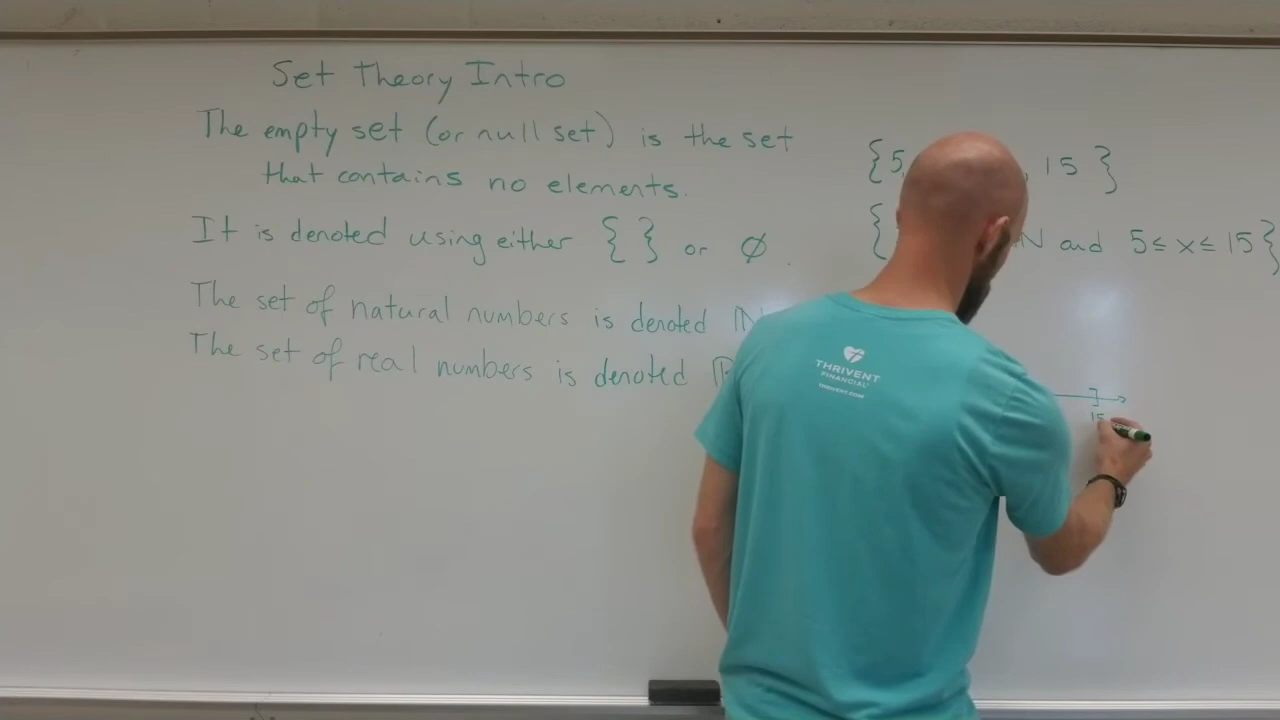 Set Theory Intro
The empty set (or null set) is the set
that contains no elements.
It is denoted using either { } or ∅.
The set of natural numbers is denoted ℕ
The set of real numbers is denoted
{5, , 15 }
{ ℕ and 5 ≤ x ≤ 15}
]
15
THRIVENT
FINANCIAL
THRIVENT.COM